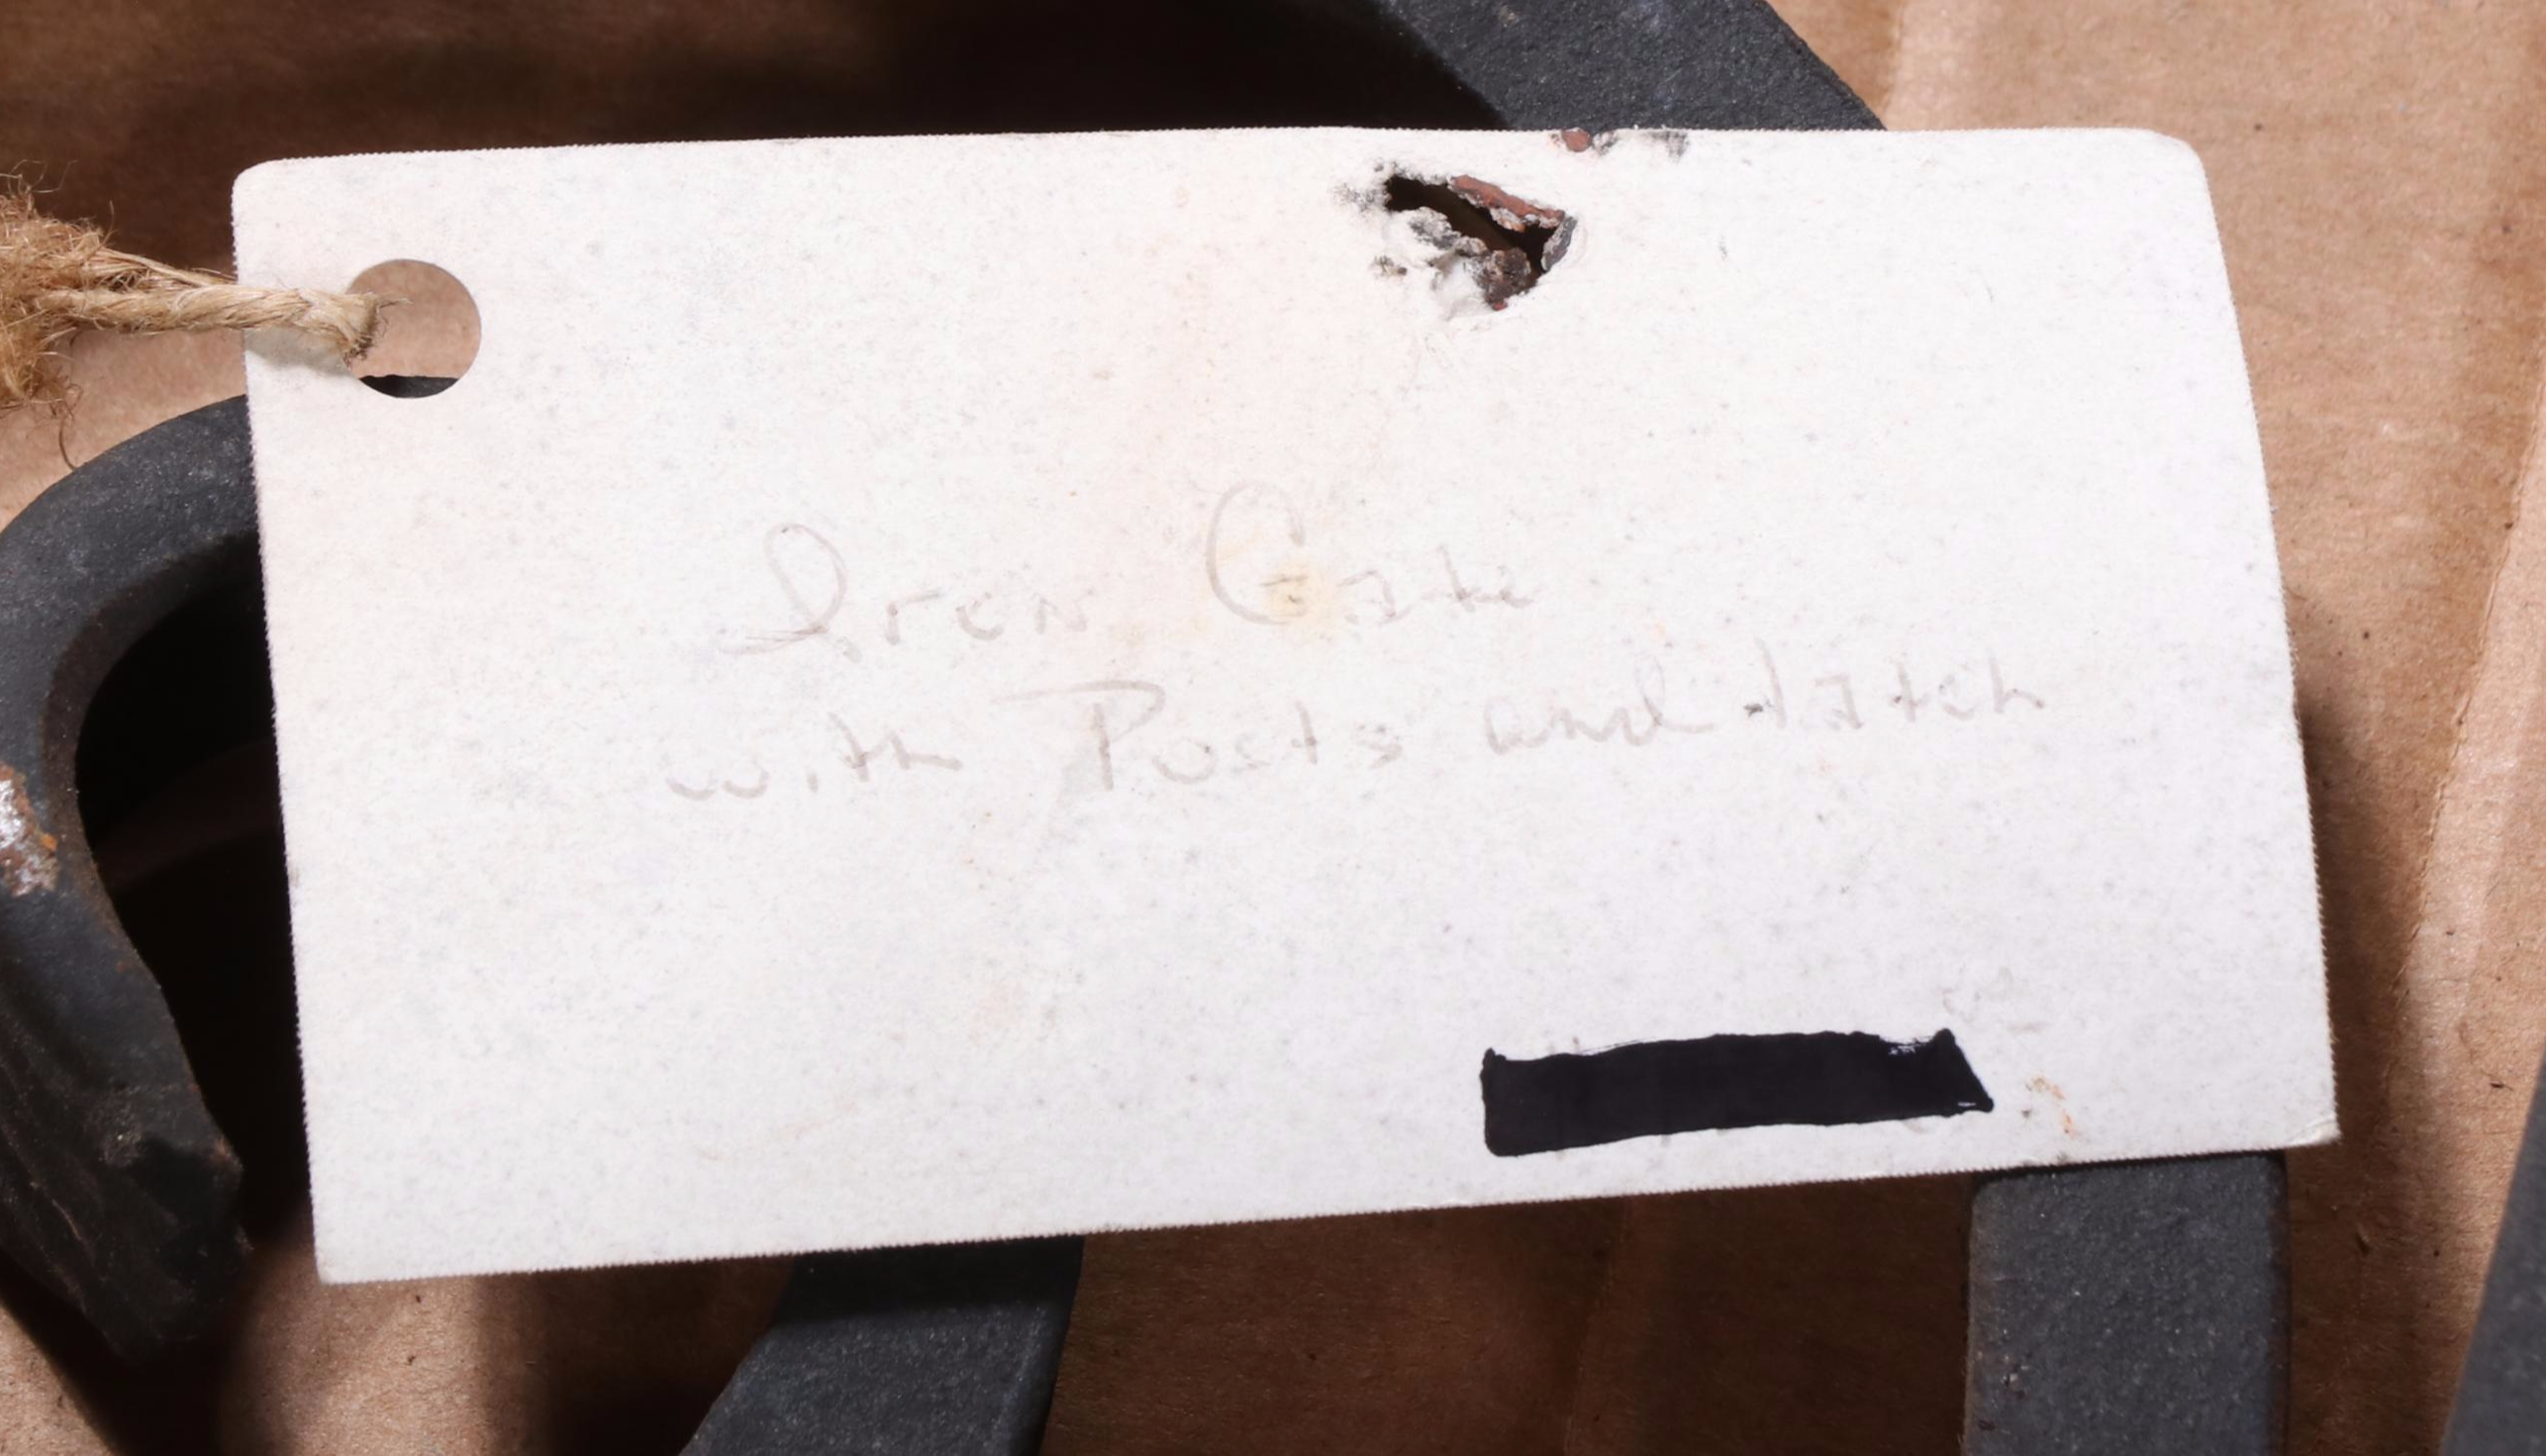 Iron Gate
with Posts and latch